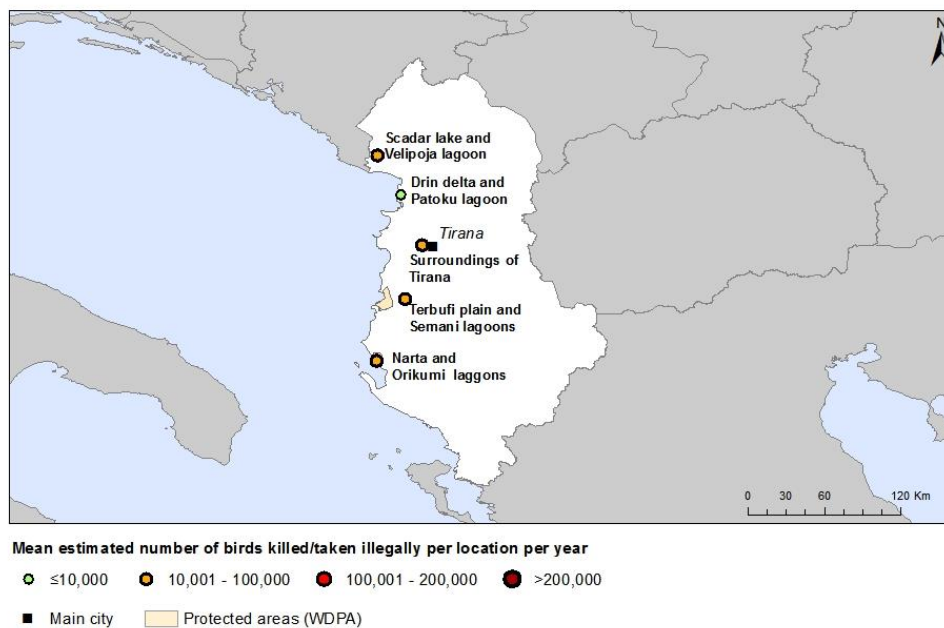 N
Scadar lake and
Velipoja lagoon
Drin delta and
Patoku lagoon
Tirana
Surroundings of
Tirana
Terbufi plain and
Semani lagoons
Narta and
Orikumi laggons
0 30 60 120 Km
Mean estimated number of birds killed/taken illegally per location per year
≤10,000 10,001 - 100,000 100,001 - 200,000 >200,000
Main city Protected areas (WDPA)